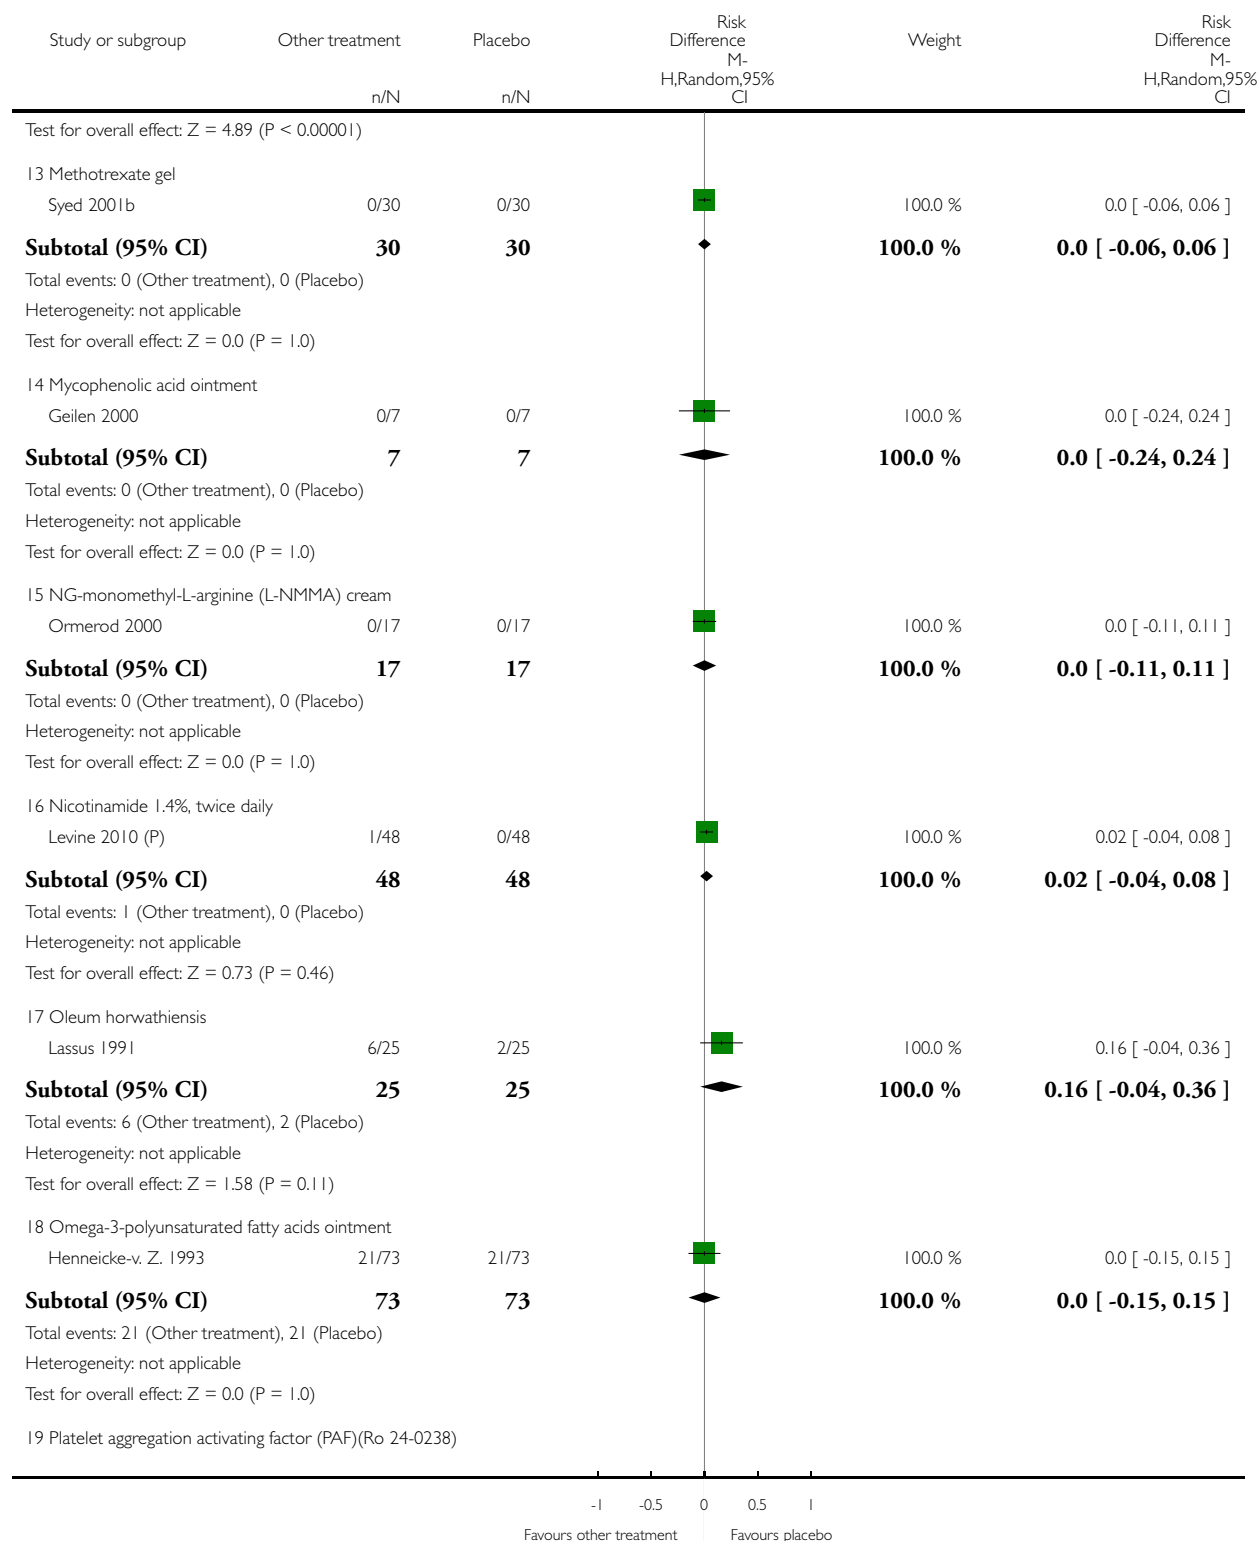 Study or subgroup Other treatment Placebo Risk Difference Weight Risk Difference
M-H,Random,95% CI M-H,Random,95% CI
n/N n/N
Test for overall effect: Z = 4.89 (P < 0.00001)
13 Methotrexate gel
Syed 2001b 0/30 0/30 100.0 % 0.0 [ -0.06, 0.06 ]
Subtotal (95% CI) 30 30 100.0 % 0.0 [ -0.06, 0.06 ]
Total events: 0 (Other treatment), 0 (Placebo)
Heterogeneity: not applicable
Test for overall effect: Z = 0.0 (P = 1.0)
14 Mycophenolic acid ointment
Geilen 2000 0/7 0/7 100.0 % 0.0 [ -0.24, 0.24 ]
Subtotal (95% CI) 7 7 100.0 % 0.0 [ -0.24, 0.24 ]
Total events: 0 (Other treatment), 0 (Placebo)
Heterogeneity: not applicable
Test for overall effect: Z = 0.0 (P = 1.0)
15 NG-monomethyl-L-arginine (L-NMMA) cream
Ormerod 2000 0/17 0/17 100.0 % 0.0 [ -0.11, 0.11 ]
Subtotal (95% CI) 17 17 100.0 % 0.0 [ -0.11, 0.11 ]
Total events: 0 (Other treatment), 0 (Placebo)
Heterogeneity: not applicable
Test for overall effect: Z = 0.0 (P = 1.0)
16 Nicotinamide 1.4%, twice daily
Levine 2010 (P) 1/48 0/48 100.0 % 0.02 [ -0.04, 0.08 ]
Subtotal (95% CI) 48 48 100.0 % 0.02 [ -0.04, 0.08 ]
Total events: 1 (Other treatment), 0 (Placebo)
Heterogeneity: not applicable
Test for overall effect: Z = 0.73 (P = 0.46)
17 Oleum horwathiensis
Lassus 1991 6/25 2/25 100.0 % 0.16 [ -0.04, 0.36 ]
Subtotal (95% CI) 25 25 100.0 % 0.16 [ -0.04, 0.36 ]
Total events: 6 (Other treatment), 2 (Placebo)
Heterogeneity: not applicable
Test for overall effect: Z = 1.58 (P = 0.11)
18 Omega-3-polyunsaturated fatty acids ointment
Henneicke-v. Z. 1993 21/73 21/73 100.0 % 0.0 [ -0.15, 0.15 ]
Subtotal (95% CI) 73 73 100.0 % 0.0 [ -0.15, 0.15 ]
Total events: 21 (Other treatment), 21 (Placebo)
Heterogeneity: not applicable
Test for overall effect: Z = 0.0 (P = 1.0)
19 Platelet aggregation activating factor (PAF)(Ro 24-0238)
-1 -0.5 0 0.5 1
Favours other treatment Favours placebo